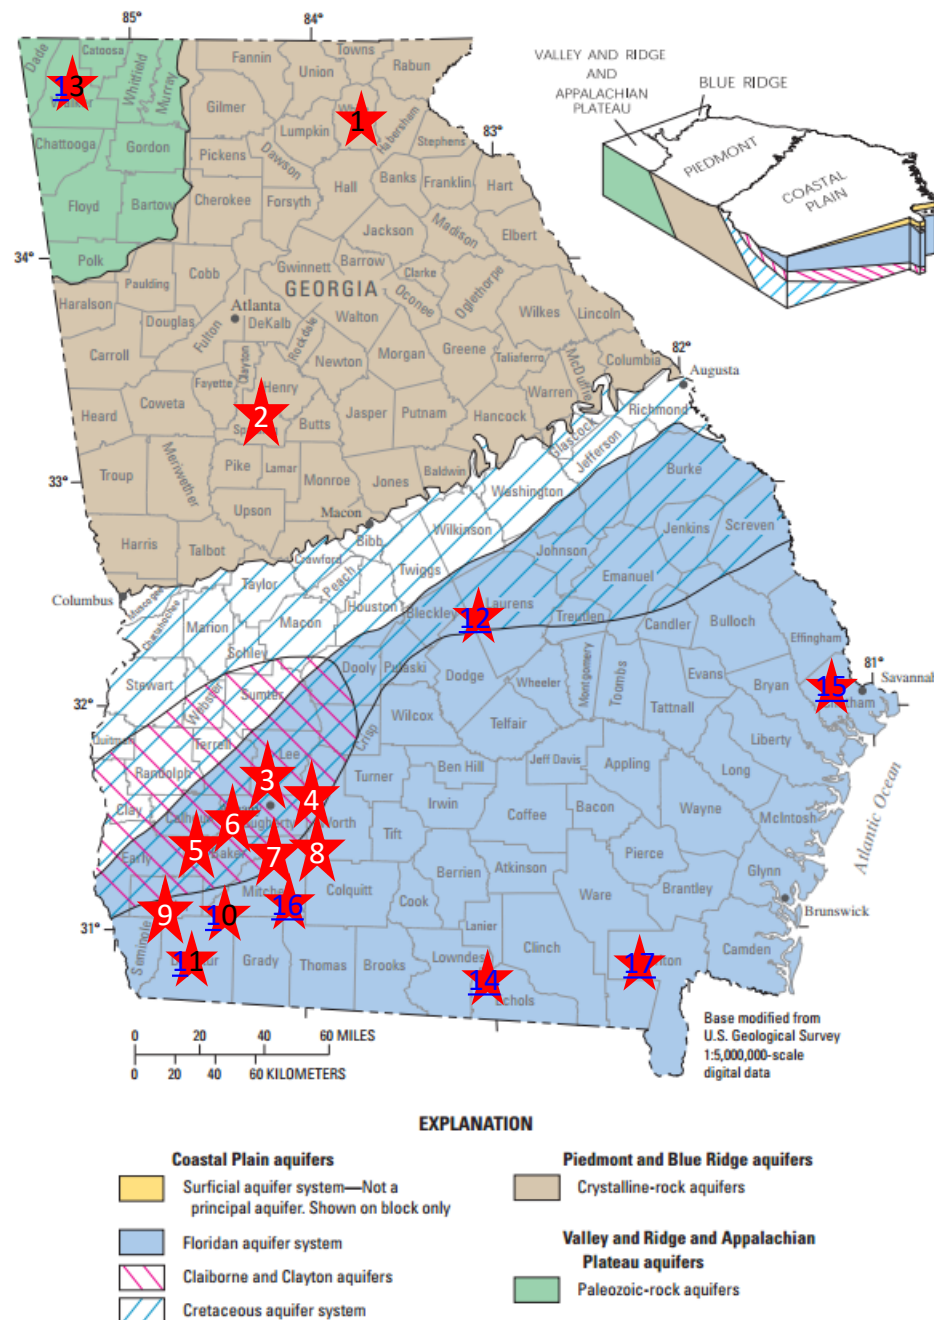 85°
84°
Dade
Catoosa
Whitfield
Murray
Fannin
Towns
Union
Rabun
VALLEY AND RIDGE
AND
APPALACHIAN
PLATEAU
BLUE RIDGE
PIEDMONT
COASTAL
PLAIN
13
Gilmer
1
Lumpkin
Habersham
83°
Stephens
Chattooga
Gordon
Pickens
Dawson
Banks
Franklin
Hart
Hall
Floyd
Bartow
Cherokee
Forsyth
Jackson
Madison
Elbert
34°
Polk
Cobb
Gwinnett
Barrow
Clarke
Paulding
GEORGIA
Oconee
Oglethorpe
Haralson
Atlanta
Douglas
Fulton
DeKalb
Walton
Wilkes
Lincoln
Rockdale
Carroll
Clayton
Newton
Morgan
Greene
Taliaferro
McDuffie
Columbia
82°
Augusta
Fayette
Henry
Warren
Heard
Coweta
2
Butts
Jasper
Putnam
Hancock
Glascock
Richmond
Jefferson
Meriwether
Pike
Lamar
Troup
Monroe
Jones
Baldwin
Washington
Burke
33°
Upson
Macon
Bibb
Wilkinson
Jenkins
Screven
Harris
Talbot
Crawford
Johnson
Twiggs
Peach
Taylor
Emanuel
Columbus
Muscogee
Chattahoochee
Houston
Bleckley
Laurens
12
Treutlen
Candler
Bulloch
Marion
Macon
Effingham
Schley
Dooly
Pulaski
Dodge
Wheeler
Montgomery
Toombs
Evans
Bryan
81°
Savannah
15
Chatham
Stewart
Webster
Sumter
32°
Wilcox
Telfair
Tattnall
Quitman
Terrell
Crisp
Lee
Liberty
Randolph
3
Turner
Ben Hill
Jeff Davis
Appling
Long
Clay
4
Irwin
Coffee
Bacon
Wayne
McIntosh
Calhoun
6
Dougherty
Worth
Tift
Atlantic Ocean
Early
5
Baker
7
8
Pierce
Berrien
Atkinson
Glynn
Mitchell
Colquitt
Ware
Brantley
9
10
16
Cook
Brunswick
31°
Lanier
Seminole
Clinch
Camden
11
Grady
Thomas
Brooks
Lowndes
14
Echols
17
0 20 40 60 MILES
0 20 40 60 KILOMETERS
Base modified from
U.S. Geological Survey
1:5,000,000-scale
digital data
EXPLANATION
Coastal Plain aquifers
Surficial aquifer system—Not a
principal aquifer. Shown on block only
Floridan aquifer system
Claiborne and Clayton aquifers
Cretaceous aquifer system
Piedmont and Blue Ridge aquifers
Crystalline-rock aquifers
Valley and Ridge and Appalachian
Plateau aquifers
Paleozoic-rock aquifers